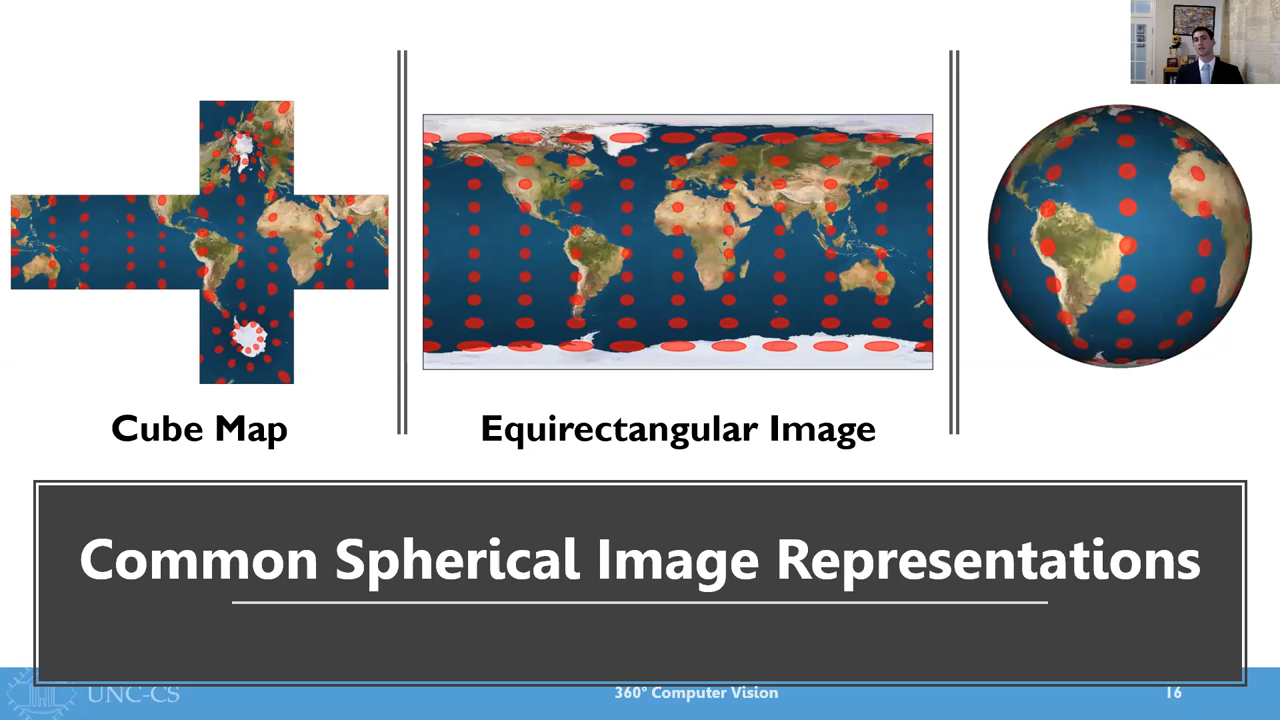 Cube Map
Equirectangular Image
Common Spherical Image Representations
UNC-CS
360° Computer Vision
16